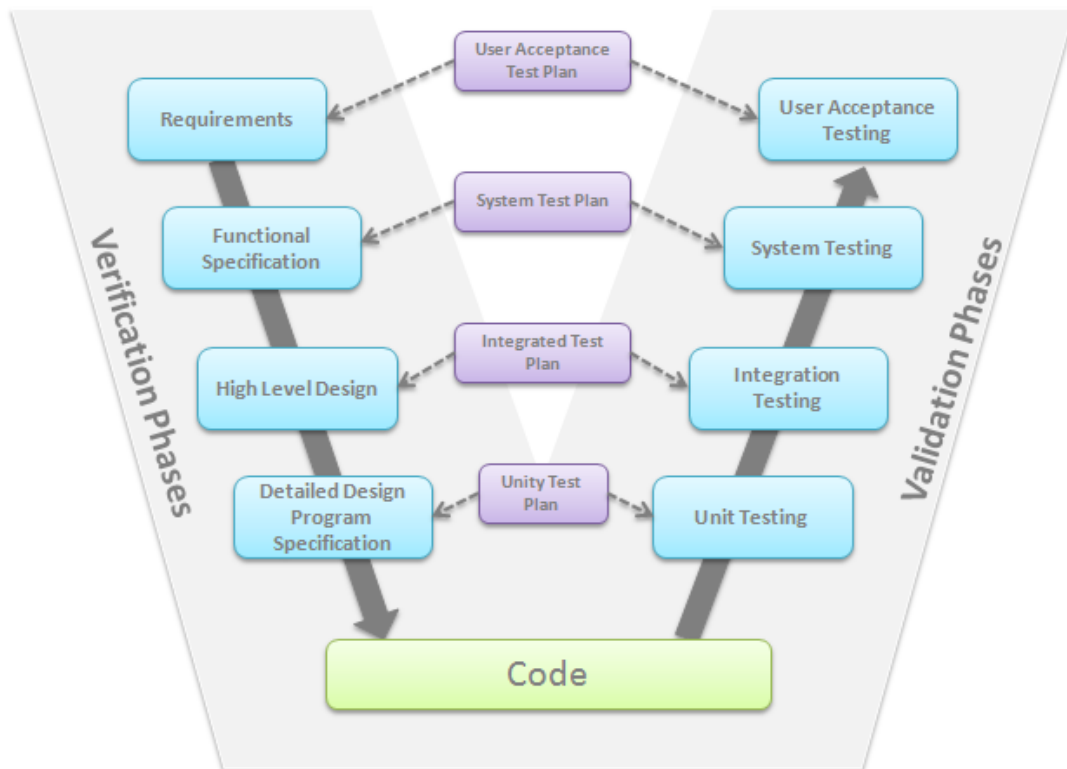 User Acceptance
Test Plan
Requirements
User Acceptance
Testing
System Test Plan
Functional
Specification
System Testing
Verification Phases
Validation Phases
Integrated Test
Plan
High Level Design
Integration
Testing
Unity Test
Plan
Detailed Design
Program
Specification
Unit Testing
Code